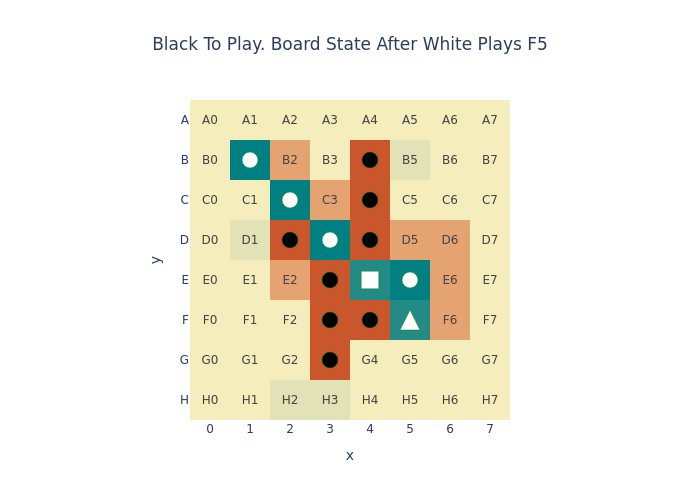 Black To Play. Board State After White Plays F5
A A0 A1 A2 A3 A4 A5 A6 A7
B B0 B2 B3 B5 B6 B7
C C0 C1 C3 C5 C6 C7
D D0 D1 D5 D6 D7
y
E E0 E1 E2 E6 E7
F F0 F1 F2 F6 F7
G G0 G1 G2 G4 G5 G6 G7
H H0 H1 H2 H3 H4 H5 H6 H7
0 1 2 3 4 5 6 7
x